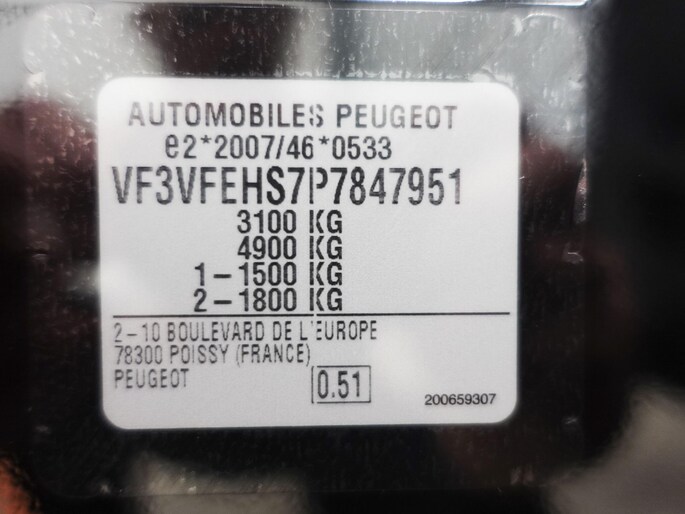 AUTOMOBILES PEUGEOT
e2*2007/46*0533
VF3VFEHS7P7847951
3100 KG
4900 KG
1-1500 KG
2-1800 KG
2-10 BOULEVARD DE L'EUROPE
78300 POISSY (FRANCE)
PEUGEOT
0.51
200659307